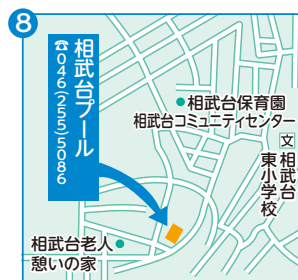 8
相武台プール
☎046(255)5086
相武台保育園
相武台コミュニティセンター
文
相武台
東小学校
相武台老人
憩いの家